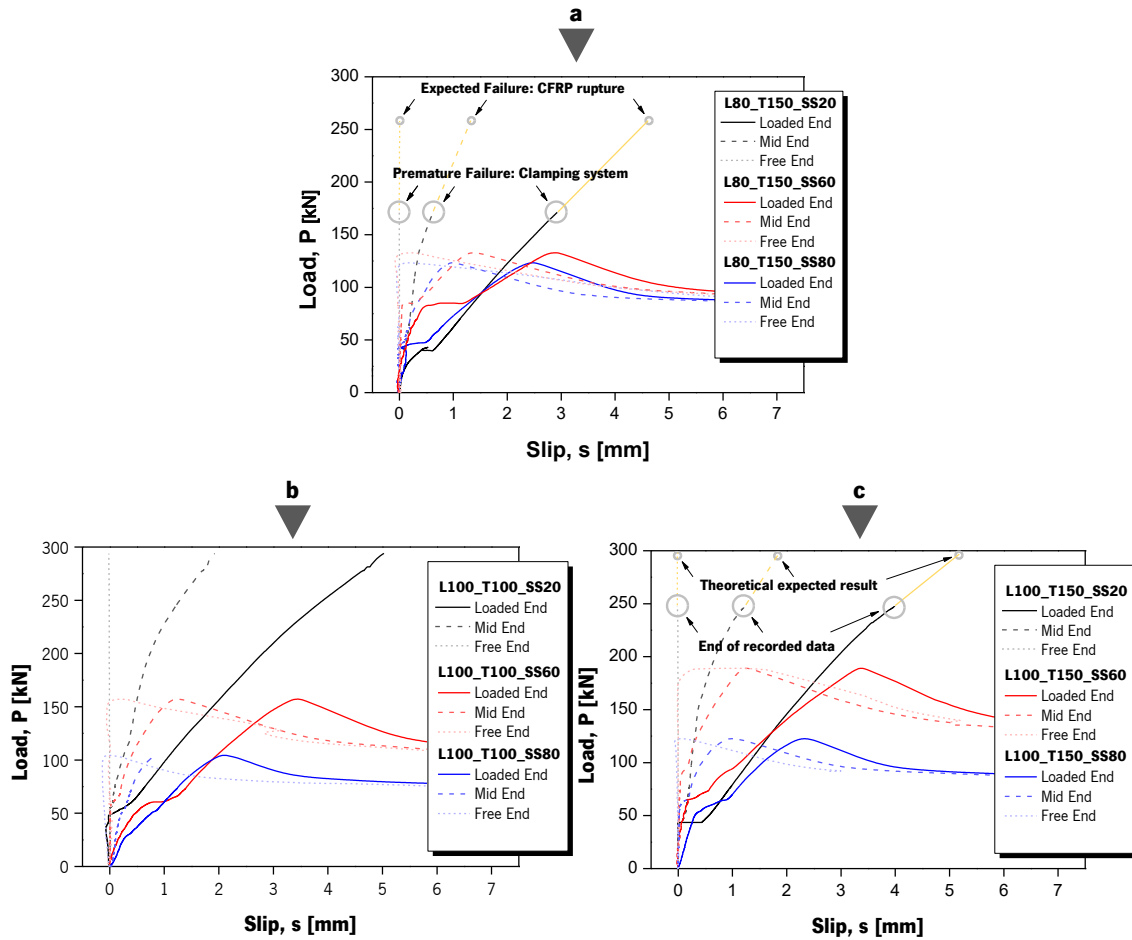 a
300
250
200
150
100
50
0
Load, P [kN]
Expected Failure: CFRP rupture
Premature Failure: Clamping system
0 1 2 3 4 5 6 7
Slip, s [mm]
L80_T150_SS20
Loaded End
Mid End
Free End
L80_T150_SS60
Loaded End
Mid End
Free End
L80_T150_SS80
Loaded End
Mid End
Free End
b
300
250
200
150
100
50
0
Load, P [kN]
0 1 2 3 4 5 6 7
Slip, s [mm]
L100_T100_SS20
Loaded End
Mid End
Free End
L100_T100_SS60
Loaded End
Mid End
Free End
L100_T100_SS80
Loaded End
Mid End
Free End
c
300
250
200
150
100
50
0
Load, P [kN]
Theoretical expected result
End of recorded data
0 1 2 3 4 5 6 7
Slip, s [mm]
L100_T150_SS20
Loaded End
Mid End
Free End
L100_T150_SS60
Loaded End
Mid End
Free End
L100_T150_SS80
Loaded End
Mid End
Free End